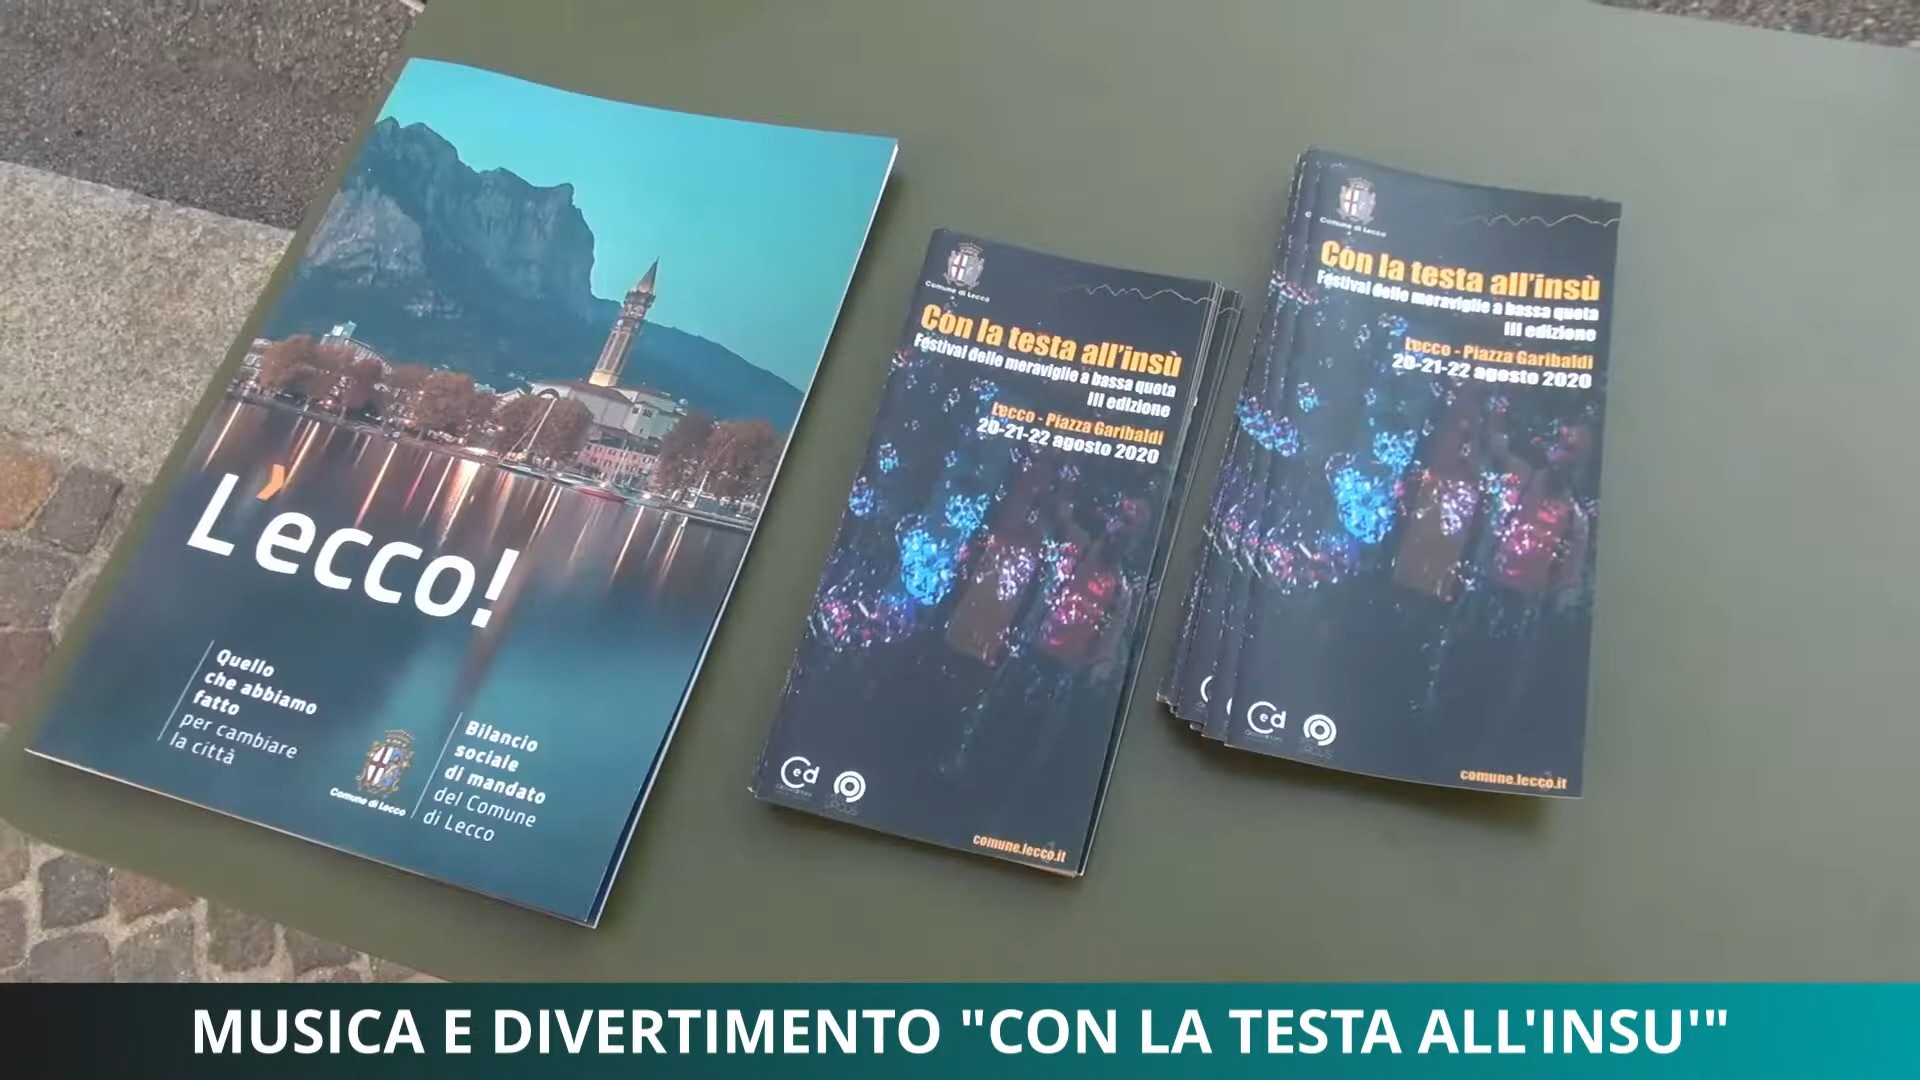 L'ecco!
Quello
che abbiamo
fatto
per cambiare
la città
Comune di Lecco
Bilancio
sociale
di mandato
del Comune
di Lecco
Comune di Lecco
Con la testa all'insù
Festival delle meraviglie a bassa quota
III edizione
Lecco - Piazza Garibaldi
20-21-22 agosto 2020
Ced
comune.lecco.it
Comune di Lecco
Con la testa all'insù
Festival delle meraviglie a bassa quota
III edizione
Lecco - Piazza Garibaldi
20-21-22 agosto 2020
Ced
comune.lecco.it
MUSICA E DIVERTIMENTO "CON LA TESTA ALL'INSU'"